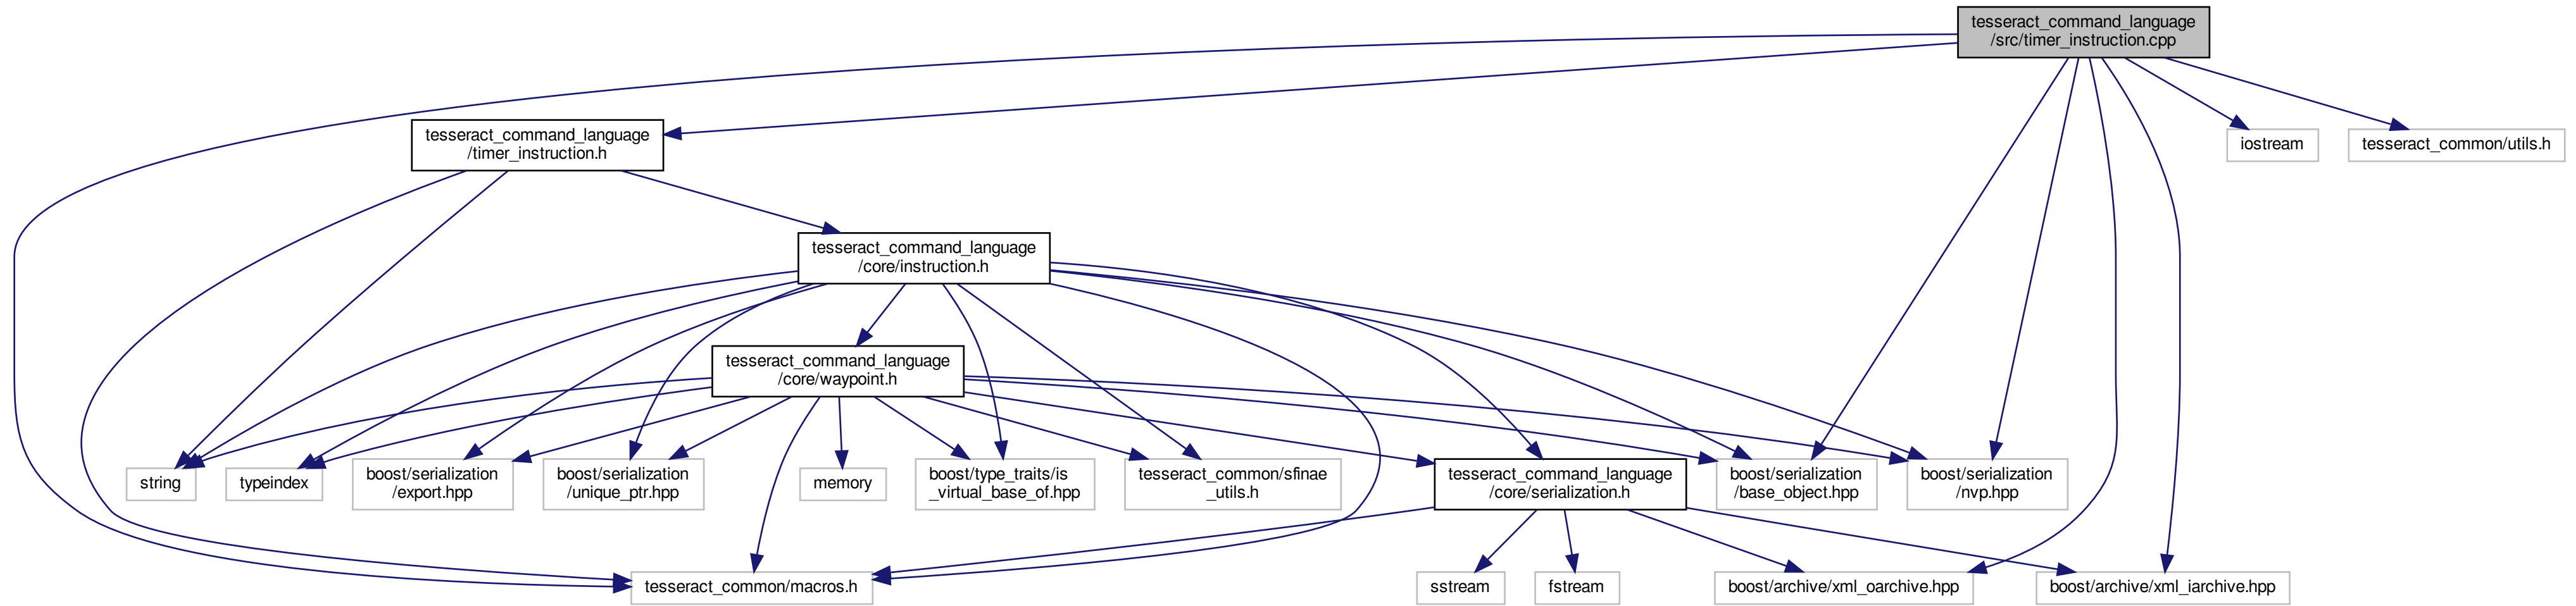 tesseract_command_language
/src/timer_instruction.cpp
tesseract_command_language
/timer_instruction.h
iostream
tesseract_common/utils.h
tesseract_command_language
/core/instruction.h
tesseract_command_language
/core/waypoint.h
string
typeindex
boost/serialization
/export.hpp
boost/serialization
/unique_ptr.hpp
memory
boost/type_traits/is
_virtual_base_of.hpp
tesseract_common/sfinae
_utils.h
tesseract_command_language
/core/serialization.h
boost/serialization
/base_object.hpp
boost/serialization
/nvp.hpp
tesseract_common/macros.h
sstream
fstream
boost/archive/xml_oarchive.hpp
boost/archive/xml_iarchive.hpp